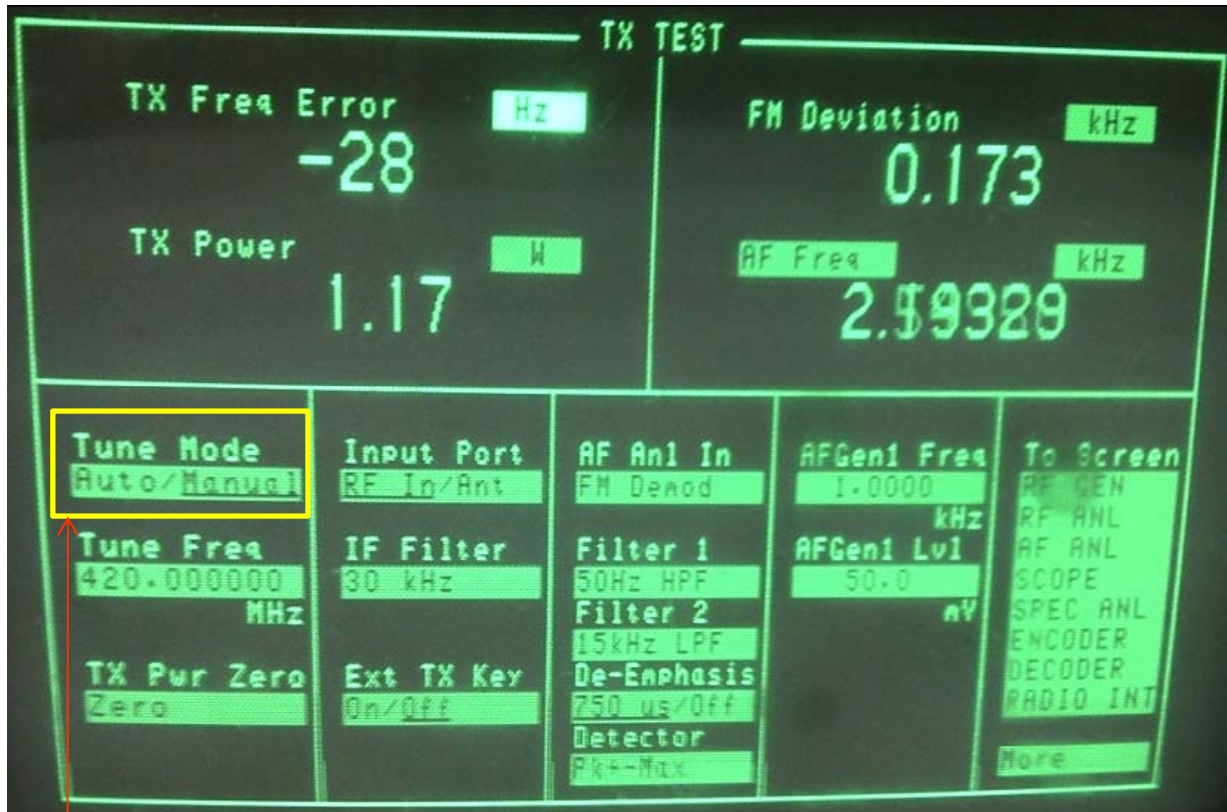 TX TEST
TX Freq Error
Hz
-28
TX Power
W
1.17
FM Deviation
kHz
0.173
AF Freq
kHz
Tune Mode
Auto/Manual
Tune Freq
420.000000
MHz
TX Pwr Zero
Zero
Input Port
RF In/Ant
IF Filter
30 kHz
Ext TX Key
On/Off
AF Anl In
FM Demod
Filter 1
50Hz HPF
Filter 2
15kHz LPF
De-Emphasis
750 us/Off
Detector
Pk+-Max
AFGen1 Freq
1.0000
kHz
AFGen1 Lvl
50.0
mV
To Screen
RF GEN
RF ANL
AF ANL
SCOPE
SPEC ANL
ENCODER
DECODER
RADIO INT
More